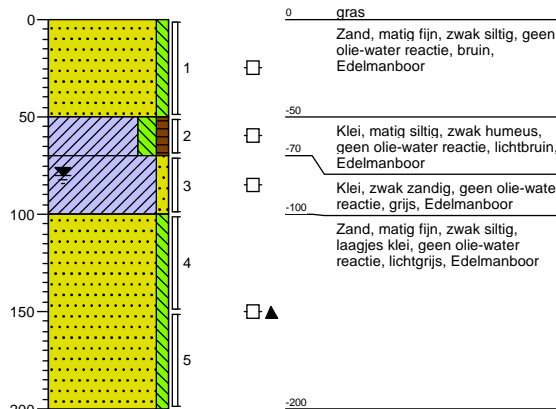 0
gras
Zand, matig fijn, zwak siltig, geen
olie-water reactie, bruin,
Edelmanboor
1
50
-50
2
Klei, matig siltig, zwak humeus,
geen olie-water reactie, lichtbruin,
Edelmanboor
-70
3
Klei, zwak zandig, geen olie-water
reactie, grijs, Edelmanboor
100
-100
Zand, matig fijn, zwak siltig,
laagjes klei, geen olie-water
reactie, lichtgrijs, Edelmanboor
4
150
5
200
-200
0